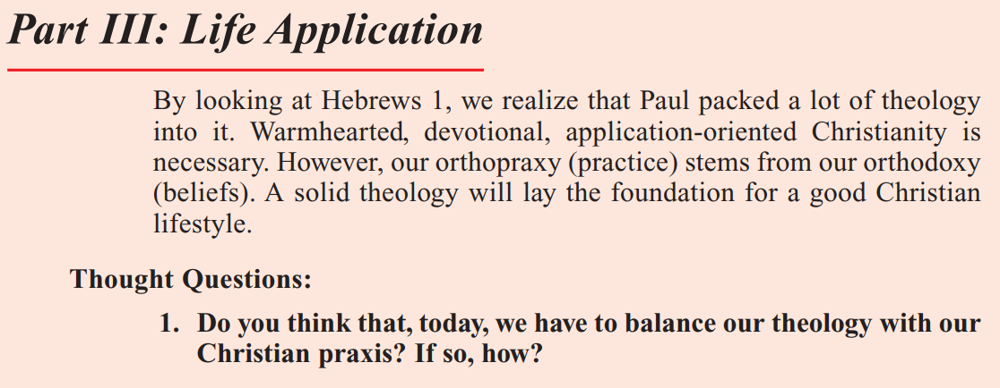 Part III: Life Application
By looking at Hebrews 1, we realize that Paul packed a lot of theology
into it. Warmhearted, devotional, application-oriented Christianity is
necessary. However, our orthopraxy (practice) stems from our orthodoxy
(beliefs). A solid theology will lay the foundation for a good Christian
lifestyle.
Thought Questions:
1. Do you think that, today, we have to balance our theology with our
Christian praxis? If so, how?